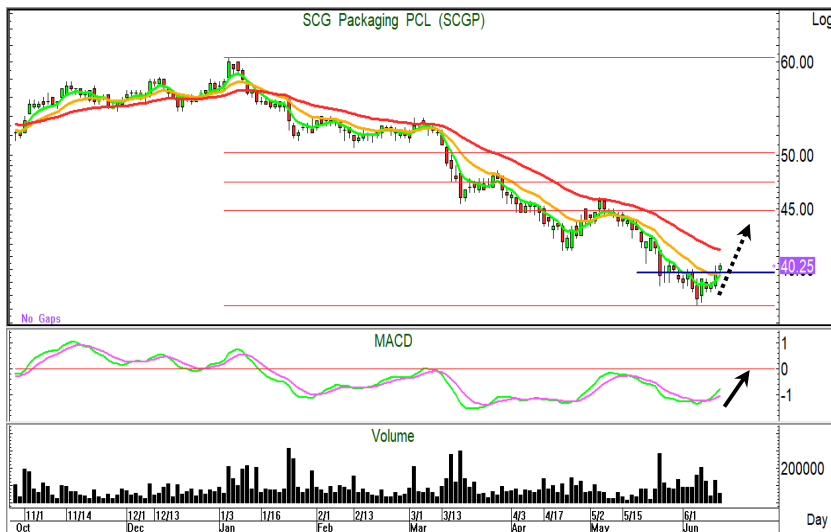 SCG Packaging PCL (SCGP)
Log
60.00
50.00
45.00
40.25
No Gaps
MACD
1
0
-1
Volume
200000
11/1 11/14 12/1 12/13 1/3 1/16 2/1 2/13 3/1 3/13 4/3 4/17 5/2 5/15 6/1
Oct Dec Jan Feb Mar Apr May Jun
Day